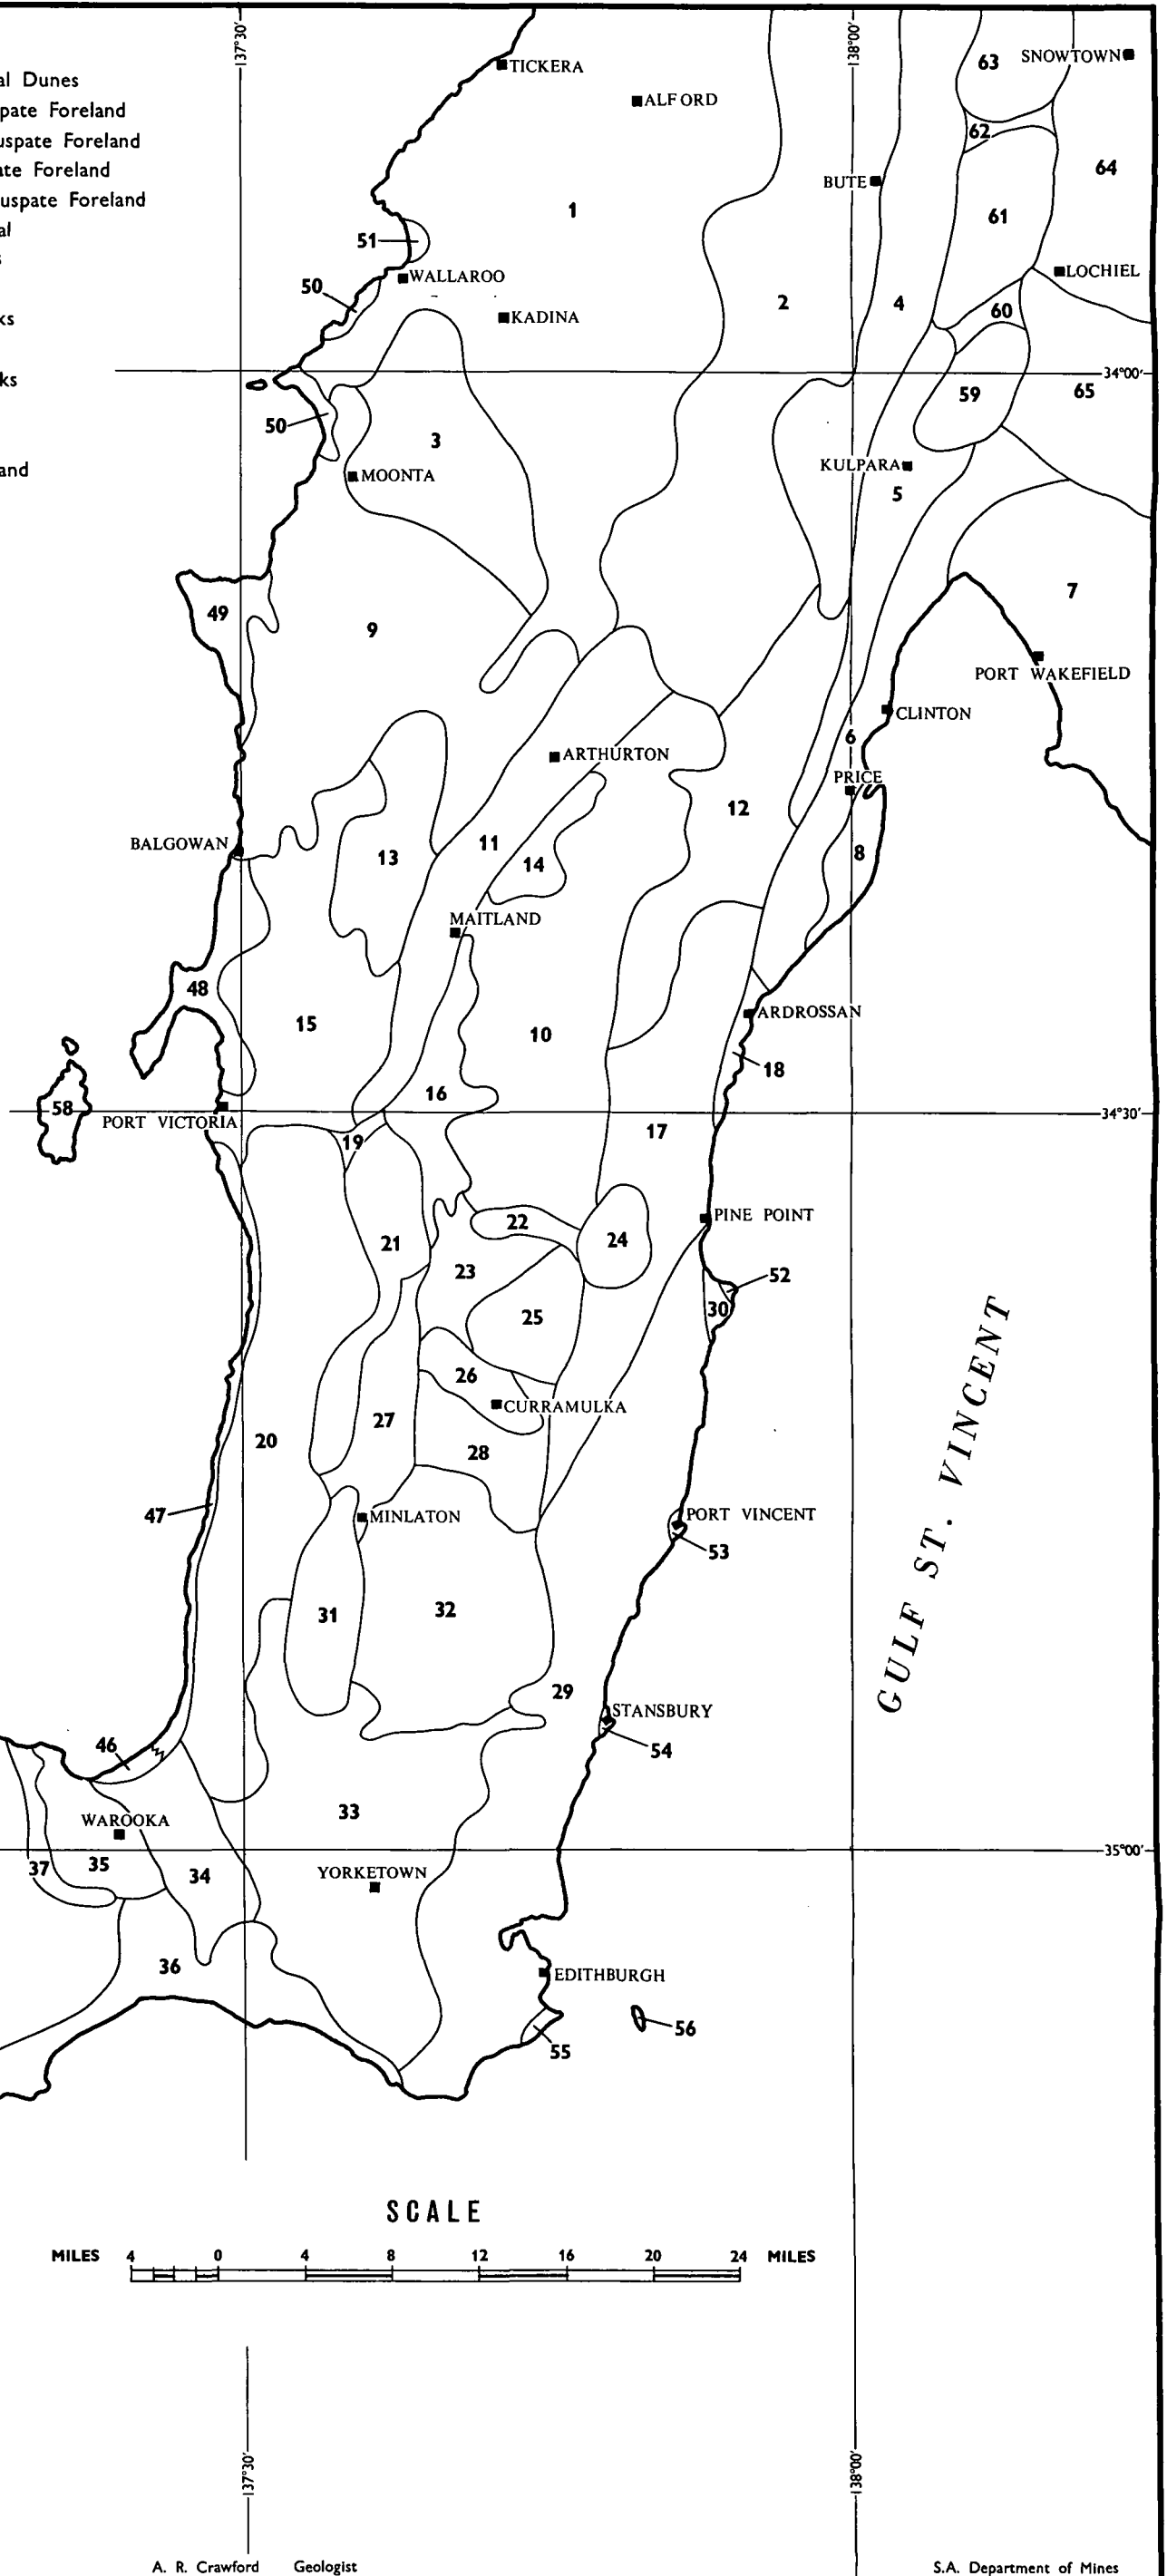 137°30'
138°00'
TICKERA
SNOWTOWN
63
al Dunes
ALFORD
pate Foreland
uspate Foreland
62
ate Foreland
64
BUTE
uspate Foreland
1
61
al
51
s
WALLAROO
LOCHIEL
50
2
4
60
ks
KADINA
34°00'
ks
59
65
50
3
and
KULPARA
MOONTA
5
7
49
9
PORT WAKEFIELD
CLINTON
6
ARTHURTON
PRICE
12
BALGOWAN
11
8
13
14
MAITLAND
48
ARDROSSAN
15
10
18
16
58
PORT VICTORIA
34°30'
17
19
PINE POINT
22
21
24
23
52
30
25
26
CURRAMULKA
27
20
28
GULF ST. VINCENT
47
MINLATON
PORT VINCENT
53
31
32
29
STANSBURY
46
54
33
WAROOKA
35°00'
37
35
34
YORKETOWN
36
EDITHBURGH
56
55
SCALE
MILES 4 0 4 8 12 16 20 24 MILES
137°30'
138°00'
A. R. Crawford Geologist
S.A. Department of Mines